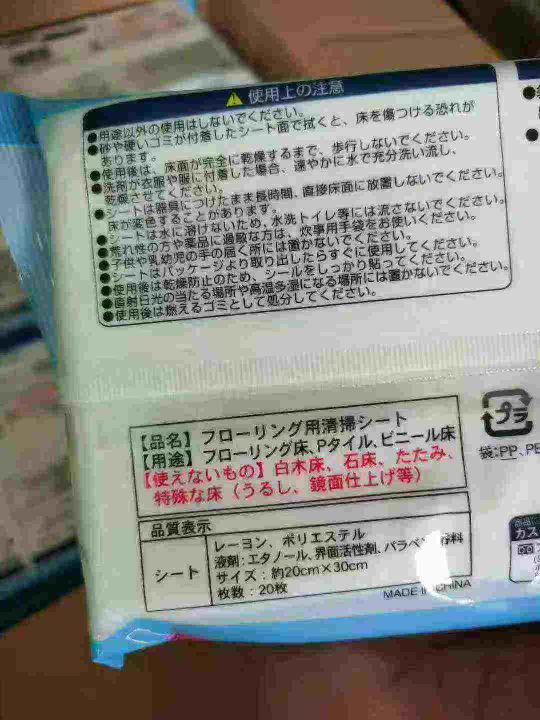 使用上の注意
●用途以外の使用はしないでください。
●砂や硬いゴミが付着したシート面で拭くと、床を傷つける恐れが
あります。
●使用後は、床面が完全に乾燥するまで、歩行しないでください。
●洗剤が衣服や服に付着した場合、速やかに水で充分洗い流し、
乾燥させてください。
●シートは器具につけたまま長時間、直接床面に放置しないでください。
床が変色することがあります。
●シートは水に溶けないため、水洗トイレ等には流さないでください。
●荒れ性の方や薬品に過敏な方は、炊事用手袋をお使いください。
●子供や乳幼児の手の届く所には置かないでください。
●シートはパッケージより取り出したらすぐに使用してください。
●使用後は乾燥防止のため、シールをしっかり貼ってください。
●直射日光の当たる場所や高温多湿になる場所には置かないでください。
●使用後は燃えるゴミとして処分してください。
【品名】フローリング用清掃シート
【用途】フローリング床、Pタイル、ビニール床
【使えないもの】白木床、石床、たたみ、
特殊な床（うるし、鏡面仕上げ等）
プラ
袋:PP、PE
品質表示
シート
レーヨン、ポリエステル
液剤:エタノール、界面活性剤、パラベン、香料
サイズ:約20cm×30cm
枚数:20枚
MADE IN CHINA
カス